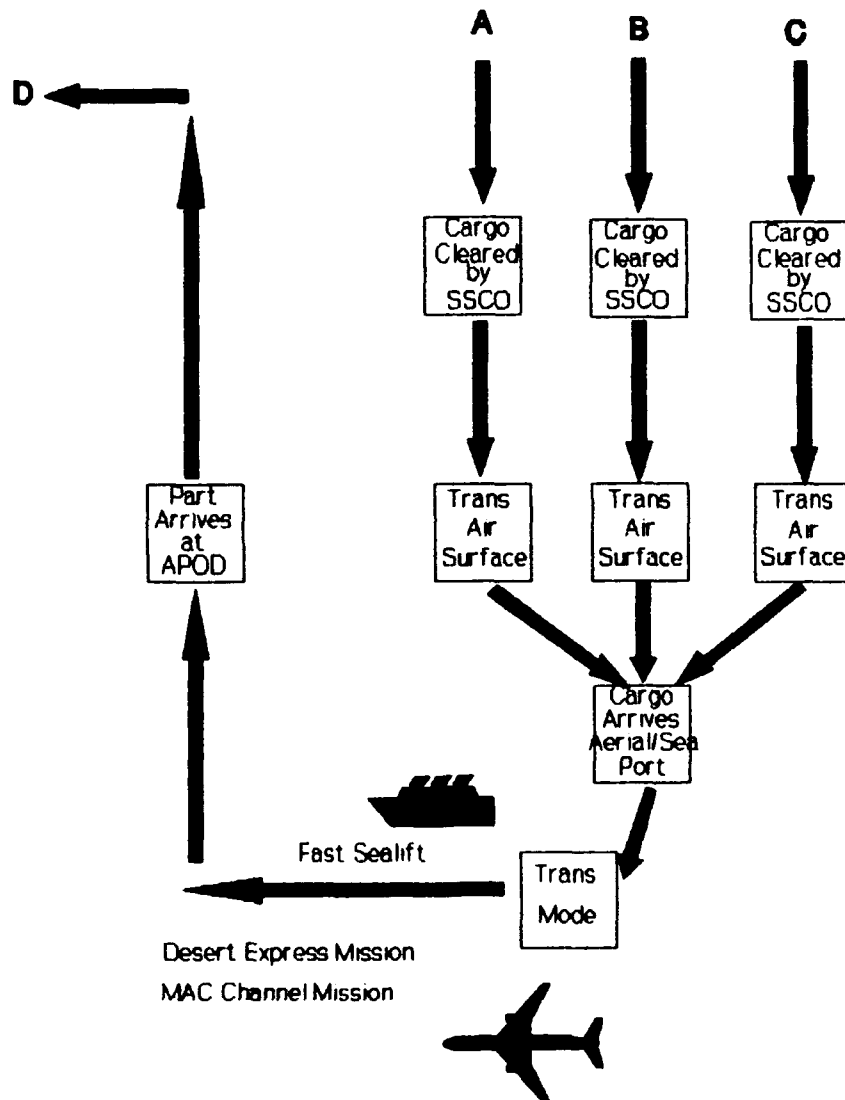 A
B
C
D
Cargo
Cleared
by
SSCO
Cargo
Cleared
by
SSCO
Cargo
Cleared
by
SSCO
Part
Arrives
at
APOD
Trans
Air
Surface
Trans
Air
Surface
Trans
Air
Surface
Cargo
Arrives
Aerial/Sea
Port
Fast Sealift
Trans
Mode
Desert Express Mission
MAC Channel Mission